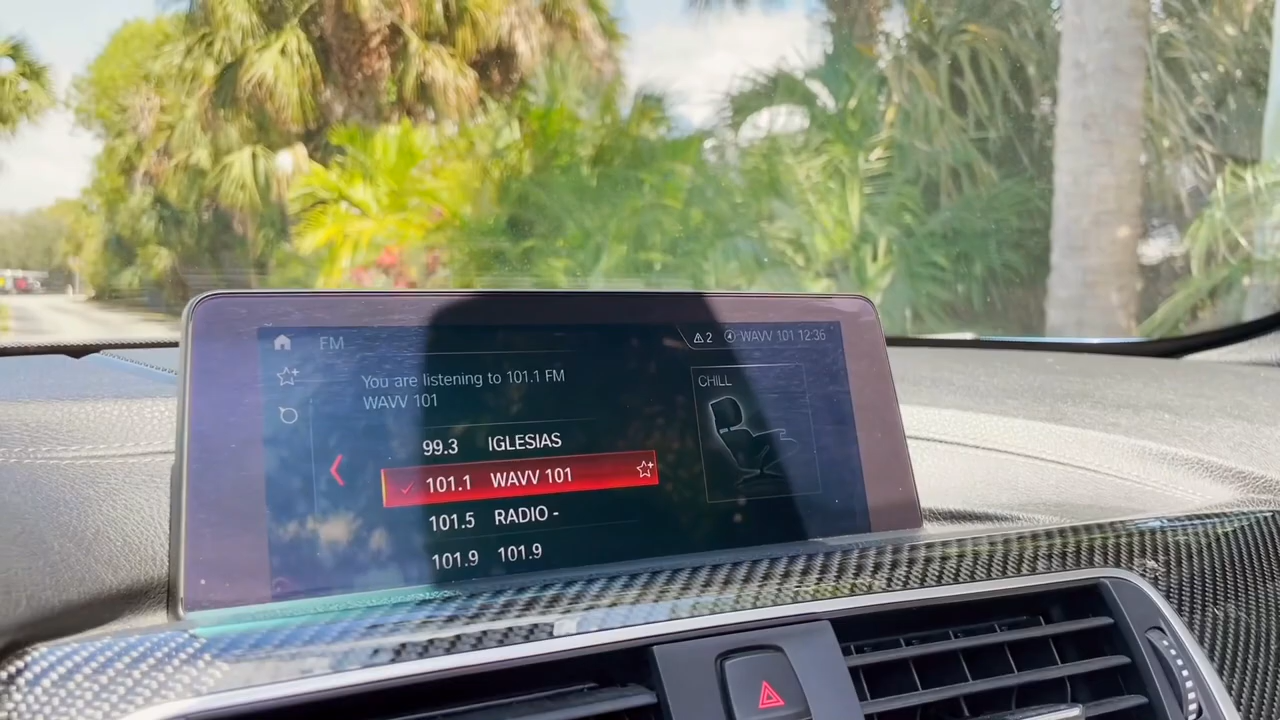 FM
2 WAVV 101 12:36
You are listening to 101.1 FM
WAVV 101
CHILL
99.3 IGLESIAS
101.1 WAVV 101
101.5 RADIO -
101.9 101.9